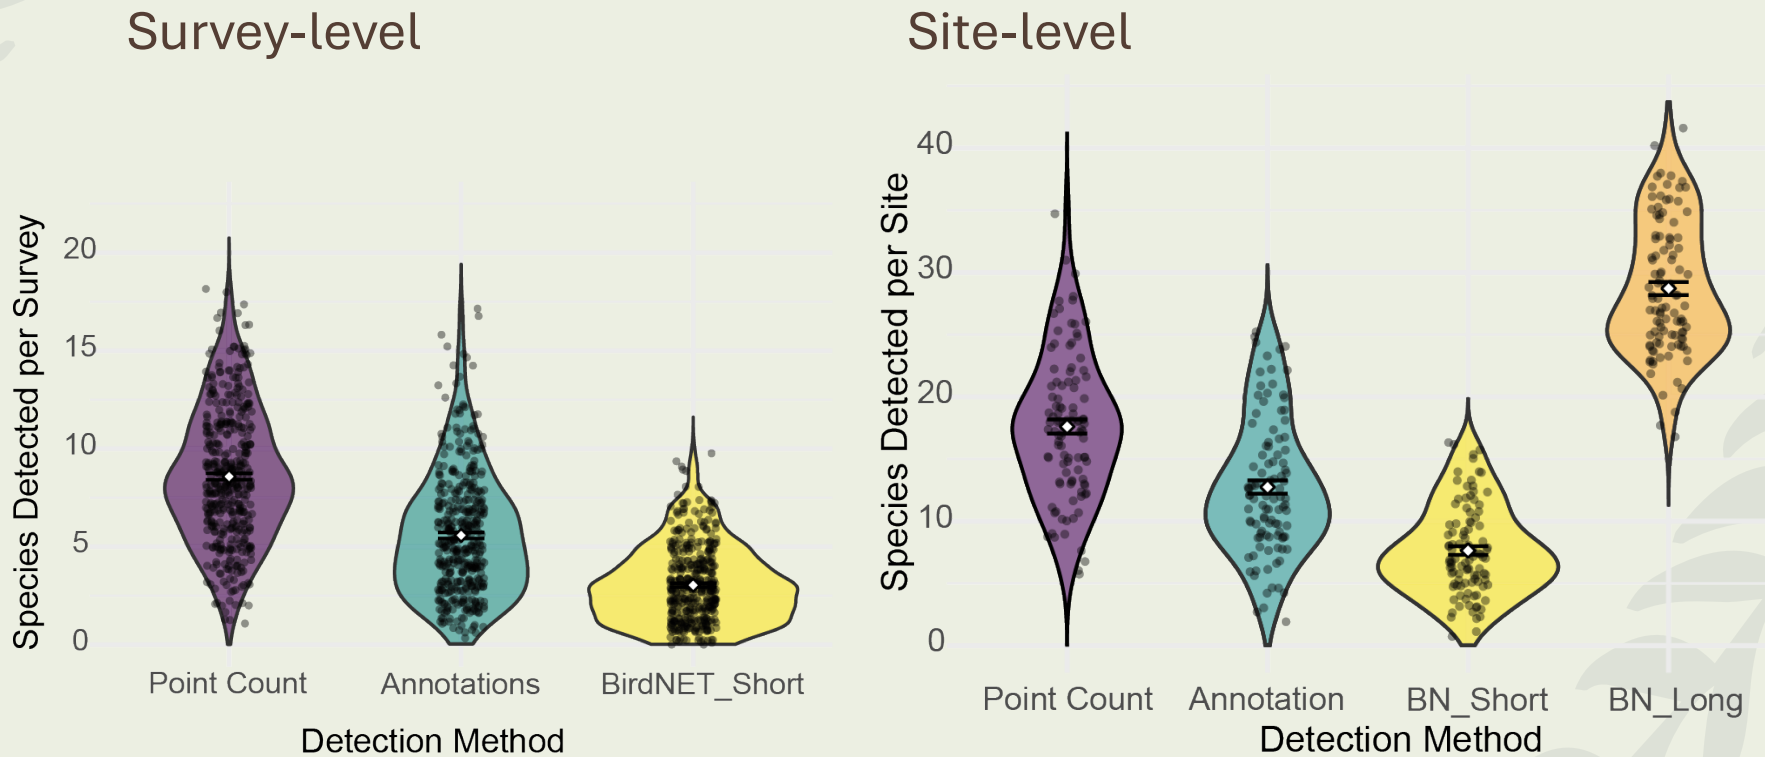 Survey-level
Species Detected per Survey
20
15
10
5
0
Point Count Annotations BirdNET_Short
Detection Method
Site-level
Species Detected per Site
40
30
20
10
0
Point Count Annotation BN_Short BN_Long
Detection Method